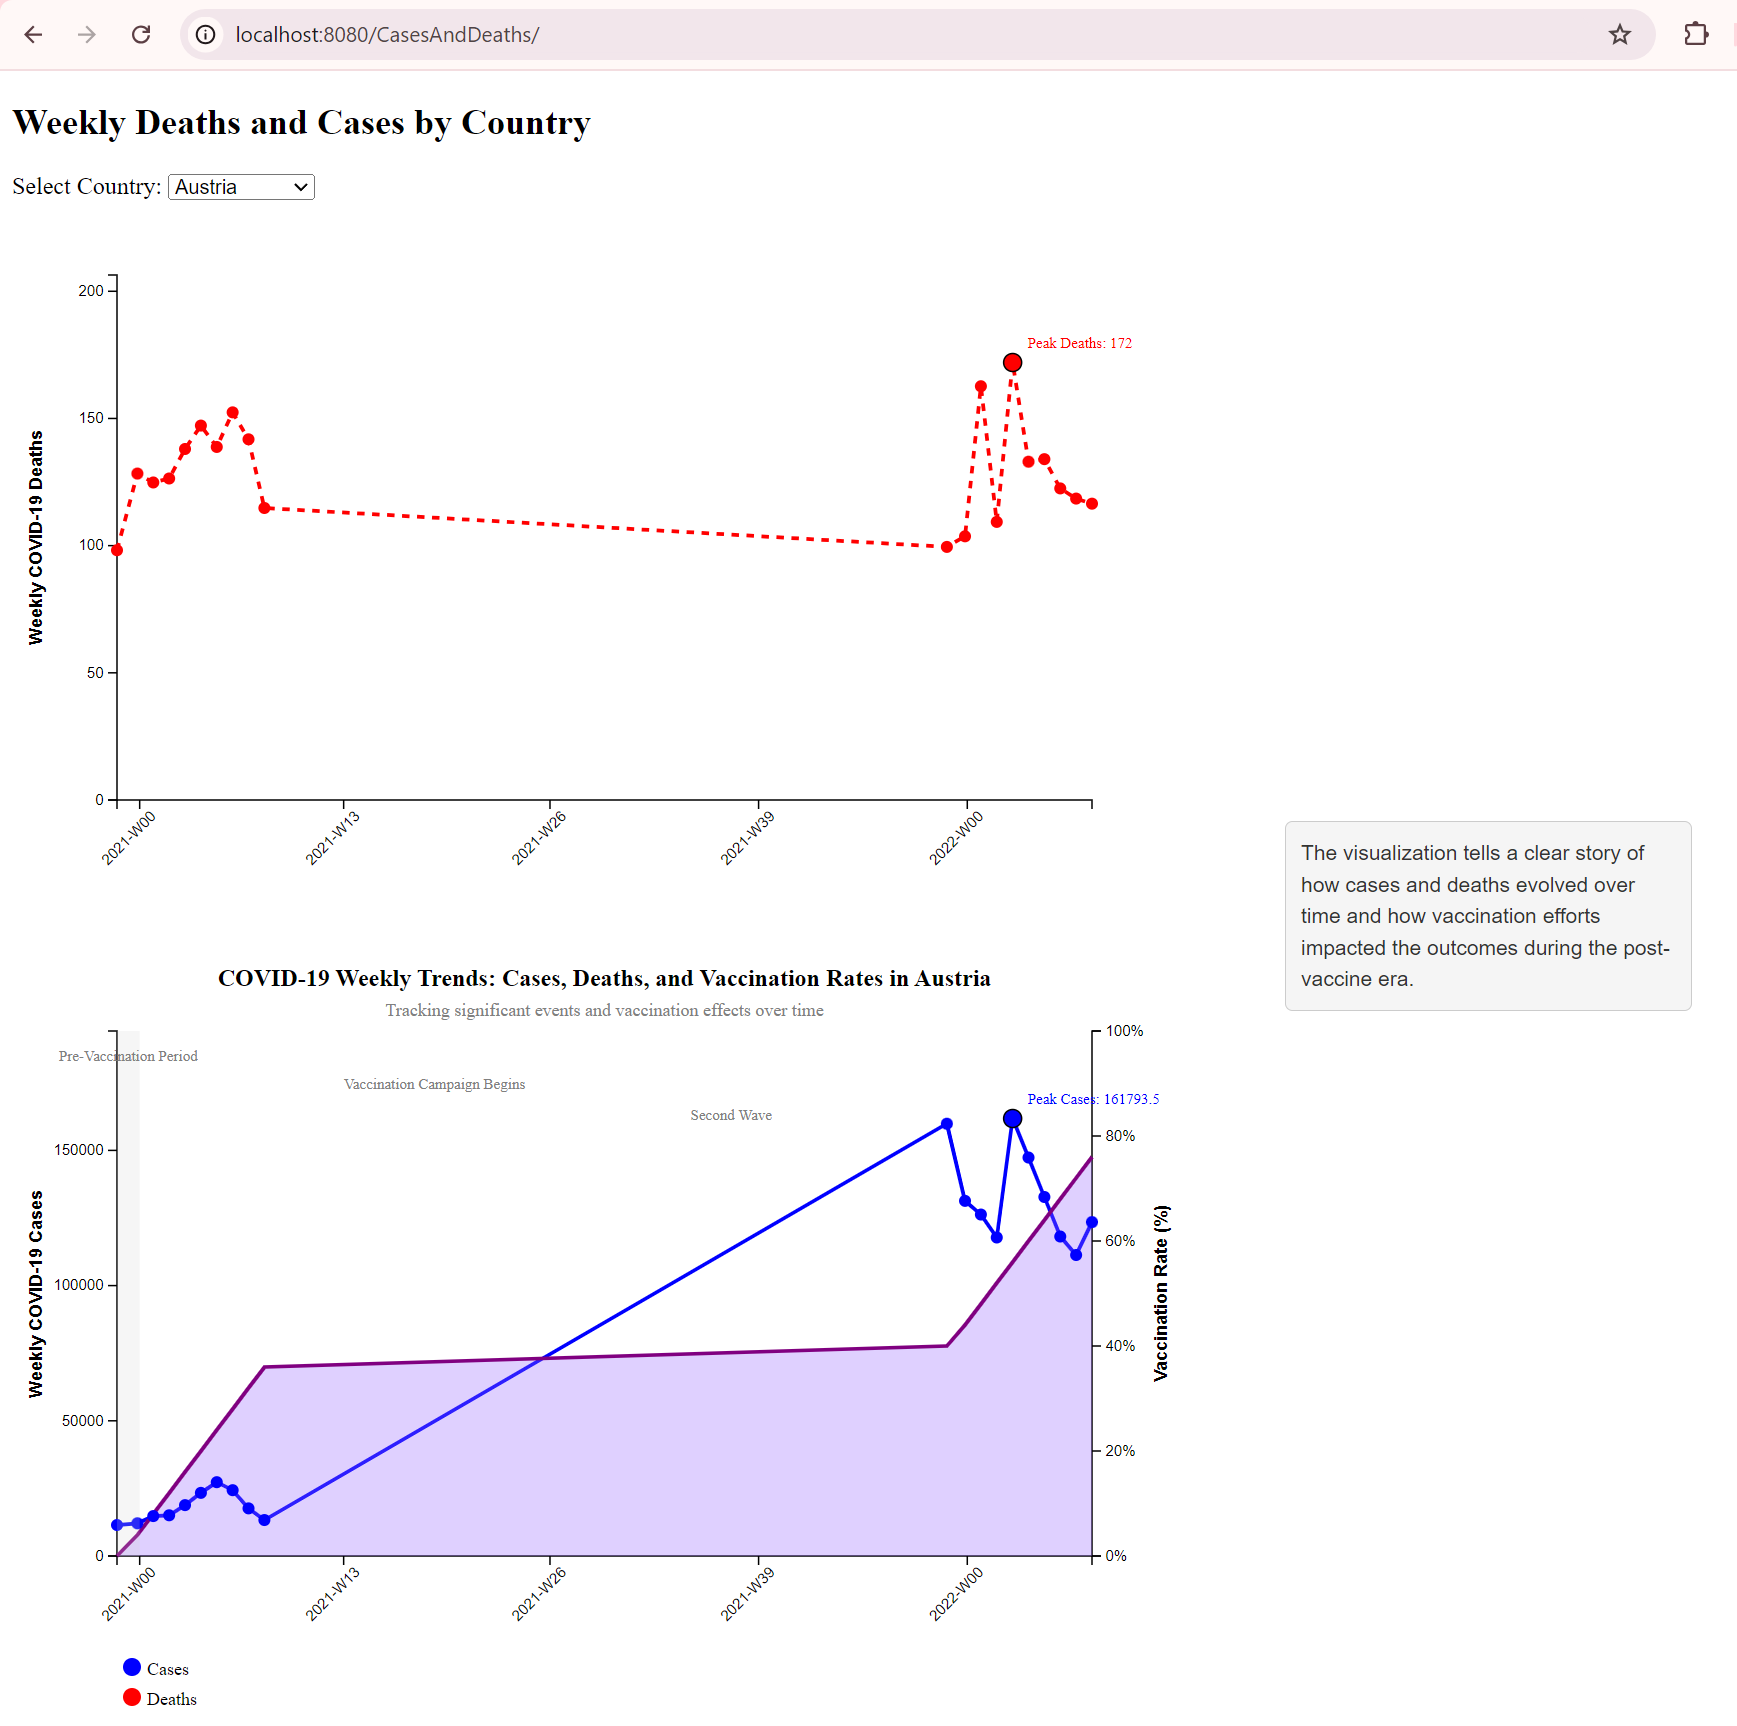 localhost:8080/CasesAndDeaths/
Weekly Deaths and Cases by Country
Select Country: Austria
200
150
100
50
0
Weekly COVID-19 Deaths
Peak Deaths: 172
2021-W00
2021-W13
2021-W26
2021-W39
2022-W00
The visualization tells a clear story of
how cases and deaths evolved over
time and how vaccination efforts
impacted the outcomes during the post-
vaccine era.
COVID-19 Weekly Trends: Cases, Deaths, and Vaccination Rates in Austria
Tracking significant events and vaccination effects over time
Pre-Vaccination Period
Vaccination Campaign Begins
Second Wave
Peak Cases: 161793.5
150000
100000
50000
0
Weekly COVID-19 Cases
100%
80%
60%
40%
20%
0%
Vaccination Rate (%)
2021-W00
2021-W13
2021-W26
2021-W39
2022-W00
Cases
Deaths